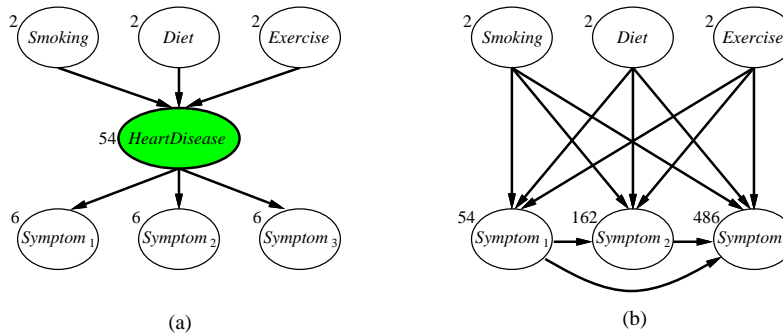 2 Smoking 2 Diet 2 Exercise
54 HeartDisease
6 Symptom 1 6 Symptom 2 6 Symptom 3
(a)
2 Smoking 2 Diet 2 Exercise
54 Symptom 1 162 Symptom 2 486 Symptom
(b)